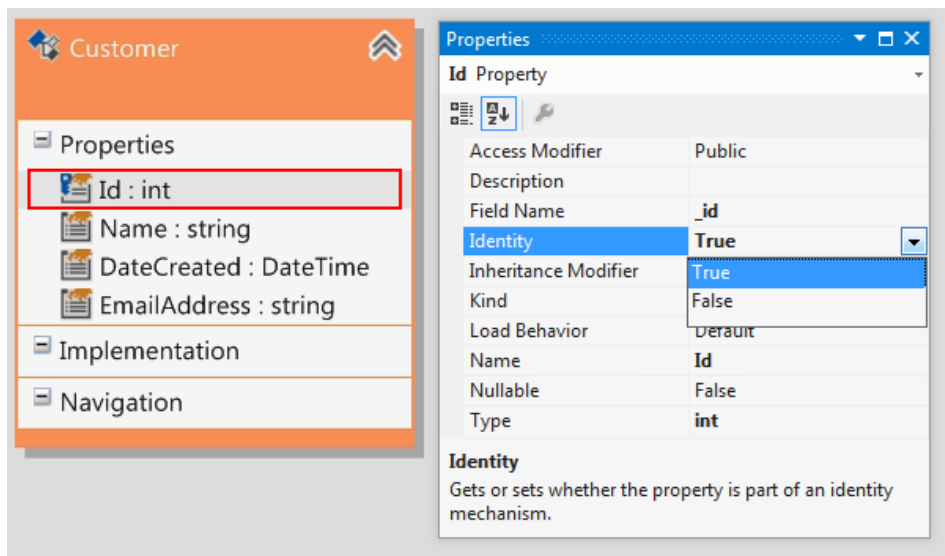 Customer
Properties
Id : int
Name : string
DateCreated : DateTime
EmailAddress : string
Implementation
Navigation
Properties
Id Property
Access Modifier Public
Description
Field Name _id
Identity True
Inheritance Modifier True
Kind False
Load Behavior Default
Name Id
Nullable False
Type int
Identity
Gets or sets whether the property is part of an identity
mechanism.